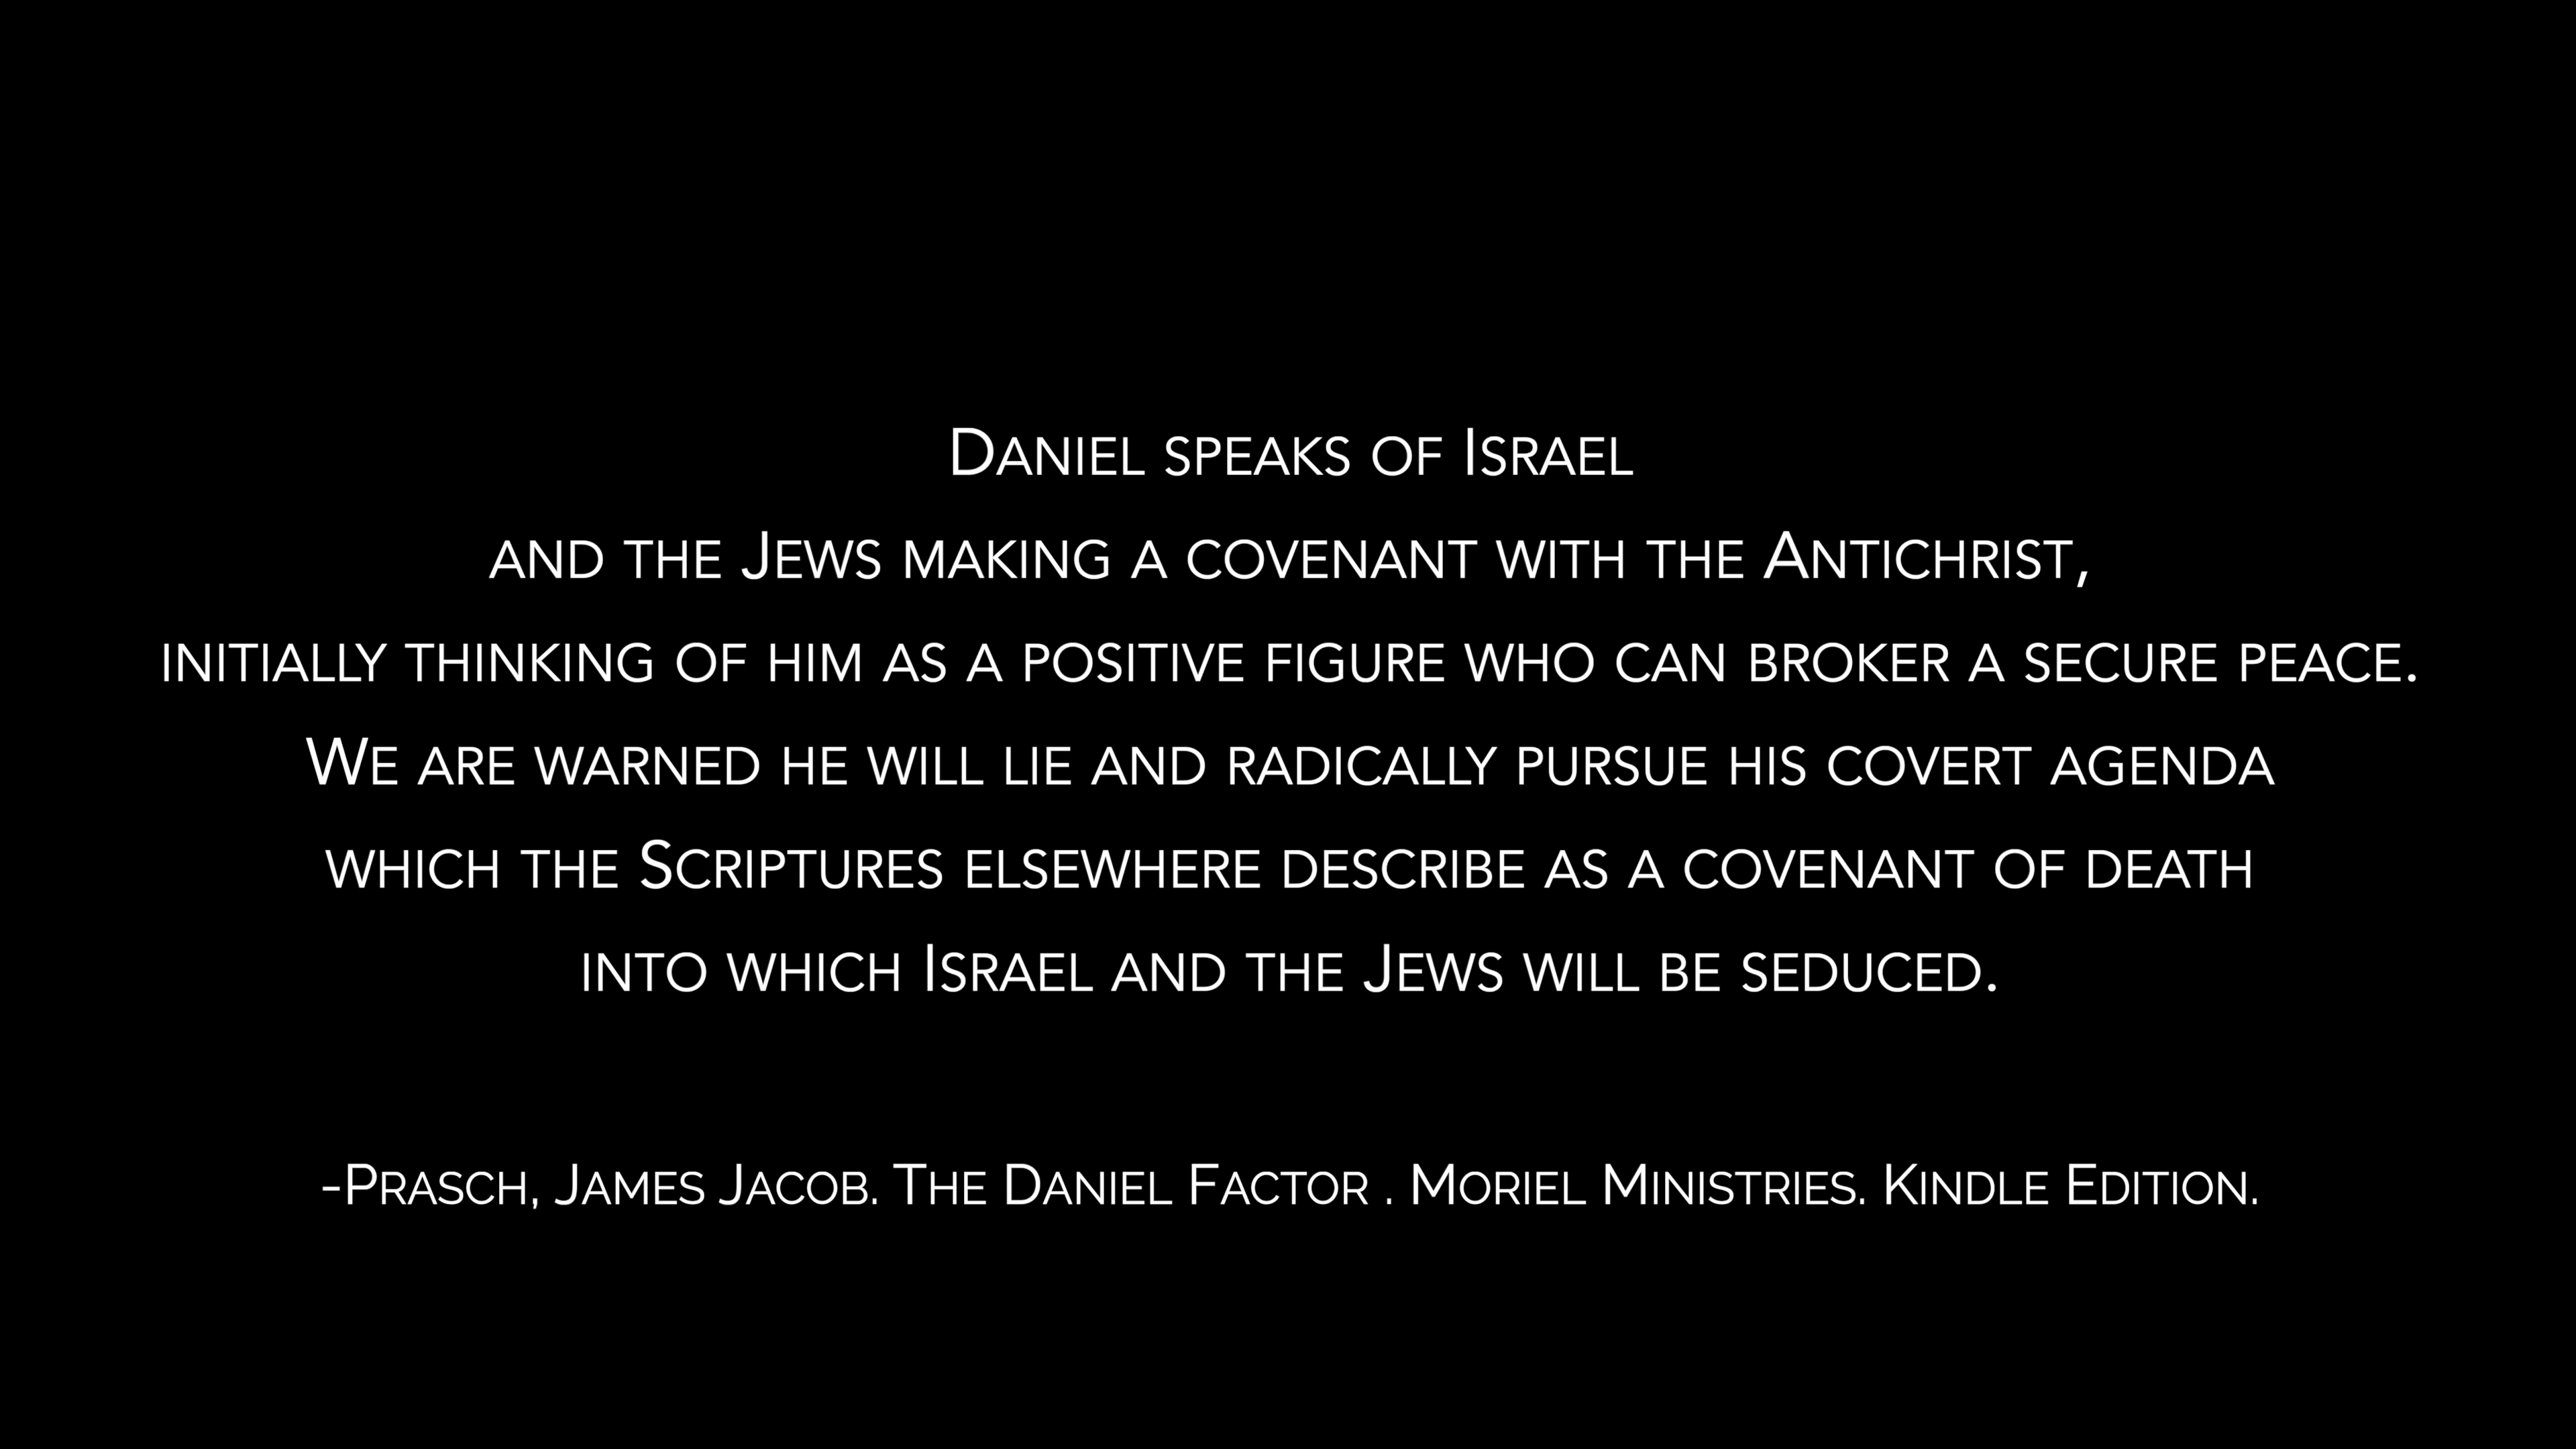 Daniel speaks of Israel
and the Jews making a covenant with the Antichrist,
initially thinking of him as a positive figure who can broker a secure peace.
We are warned he will lie and radically pursue his covert agenda
which the Scriptures elsewhere describe as a covenant of death
into which Israel and the Jews will be seduced.
-Prasch, James Jacob. The Daniel Factor . Moriel Ministries. Kindle Edition.